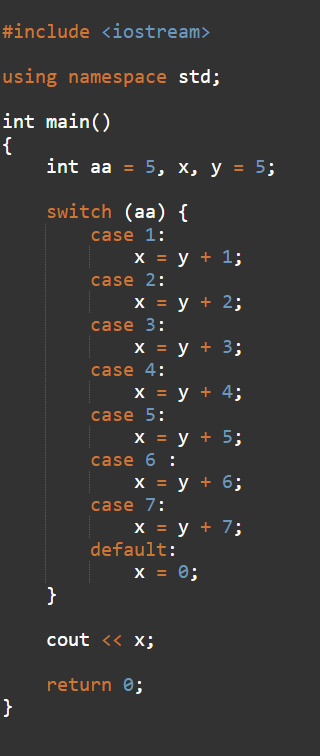 #include <iostream>
using namespace std;
int main()
{
int aa = 5, x, y = 5;
switch (aa) {
case 1:
x = y + 1;
case 2:
x = y + 2;
case 3:
x = y + 3;
case 4:
x = y + 4;
case 5:
x = y + 5;
case 6 :
x = y + 6;
case 7:
x = y + 7;
default:
x = 0;
}
cout << x;
return 0;
}